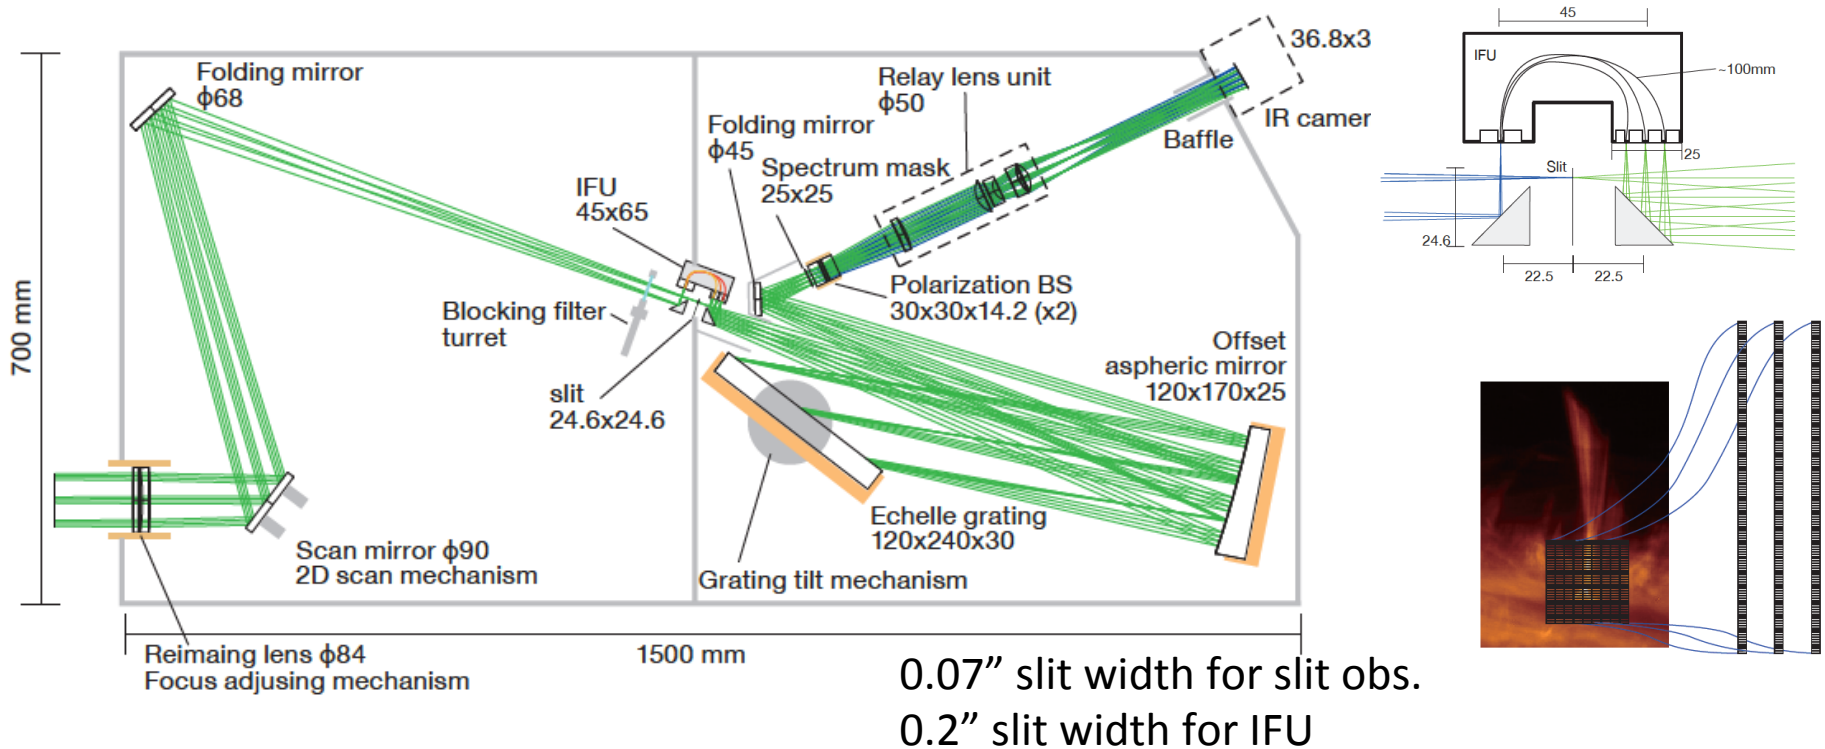 Folding mirror
ϕ68
700 mm
Reimaing lens ϕ84
Focus adjusing mechanism
Scan mirror ϕ90
2D scan mechanism
1500 mm
Blocking filter
turret
IFU
45x65
slit
24.6x24.6
Folding mirror
ϕ45
Spectrum mask
25x25
Relay lens unit
ϕ50
36.8x3
IR camer
Baffle
Polarization BS
30x30x14.2 (x2)
Offset
aspheric mirror
120x170x25
Echelle grating
120x240x30
Grating tilt mechanism
0.07” slit width for slit obs.
0.2” slit width for IFU
45
IFU
~100mm
25
Slit
24.6
22.5
22.5